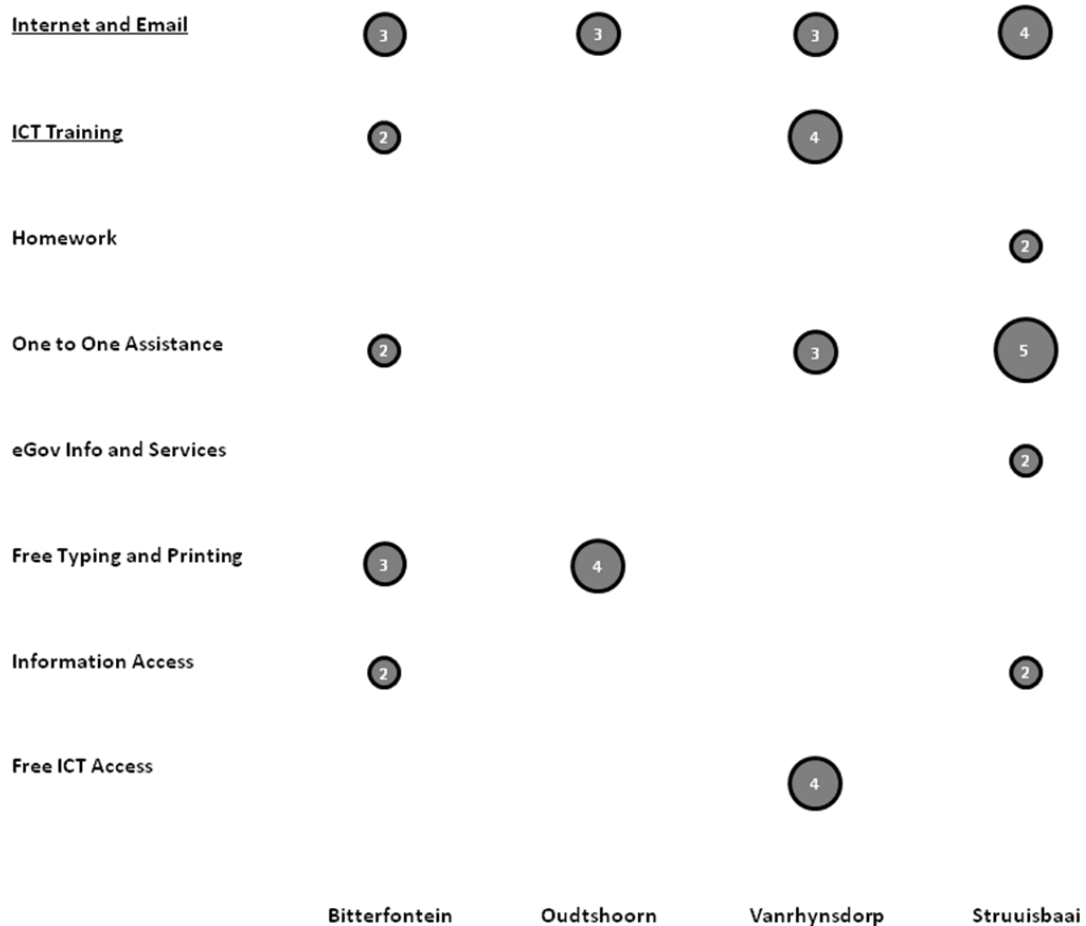 Internet and Email 3 3 3 4
ICT Training 2 4
Homework 2
One to One Assistance 2 3 5
eGov Info and Services 2
Free Typing and Printing 3 4
Information Access 2 2
Free ICT Access 4
Bitterfontein Oudtshoorn Vanrhynsdorp Struuisbaai